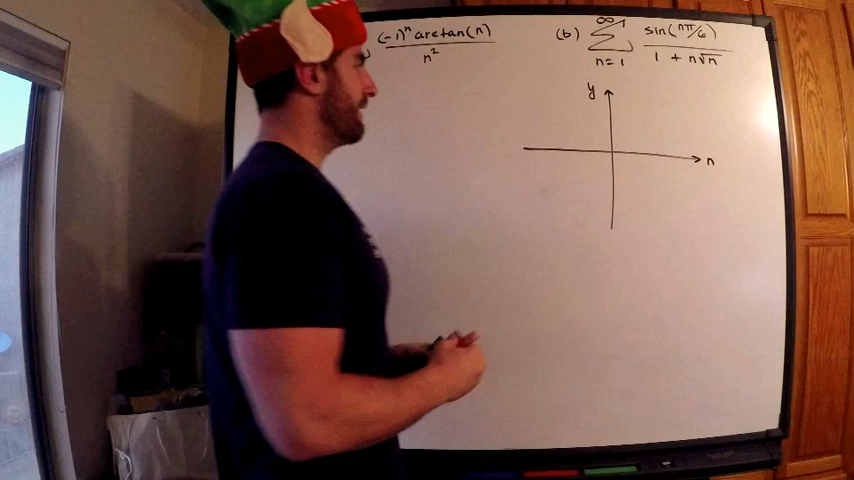 ) (-1)ⁿ arctan(n) / n²
(b) ∞ Σ n=1 sin(nπ/6) / 1 + n√n
y
n